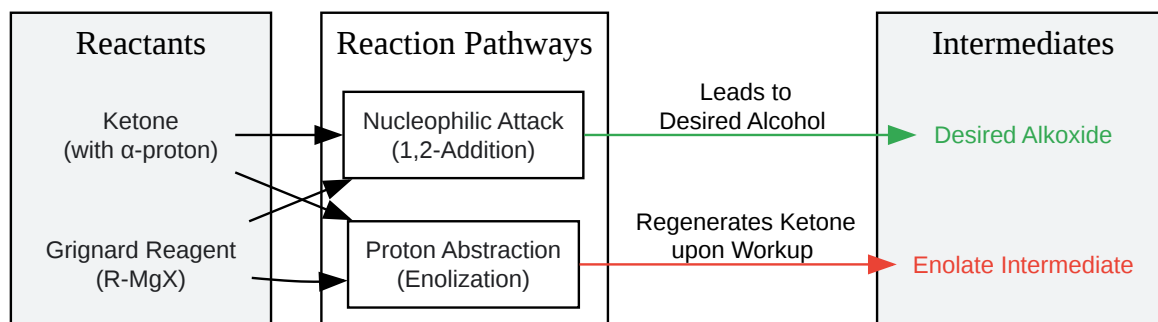 Reactants
Ketone
(with α-proton)
Grignard Reagent
(R-MgX)
Reaction Pathways
Nucleophilic Attack
(1,2-Addition)
Proton Abstraction
(Enolization)
Leads to
Desired Alcohol
Regenerates Ketone
upon Workup
Intermediates
Desired Alkoxide
Enolate Intermediate